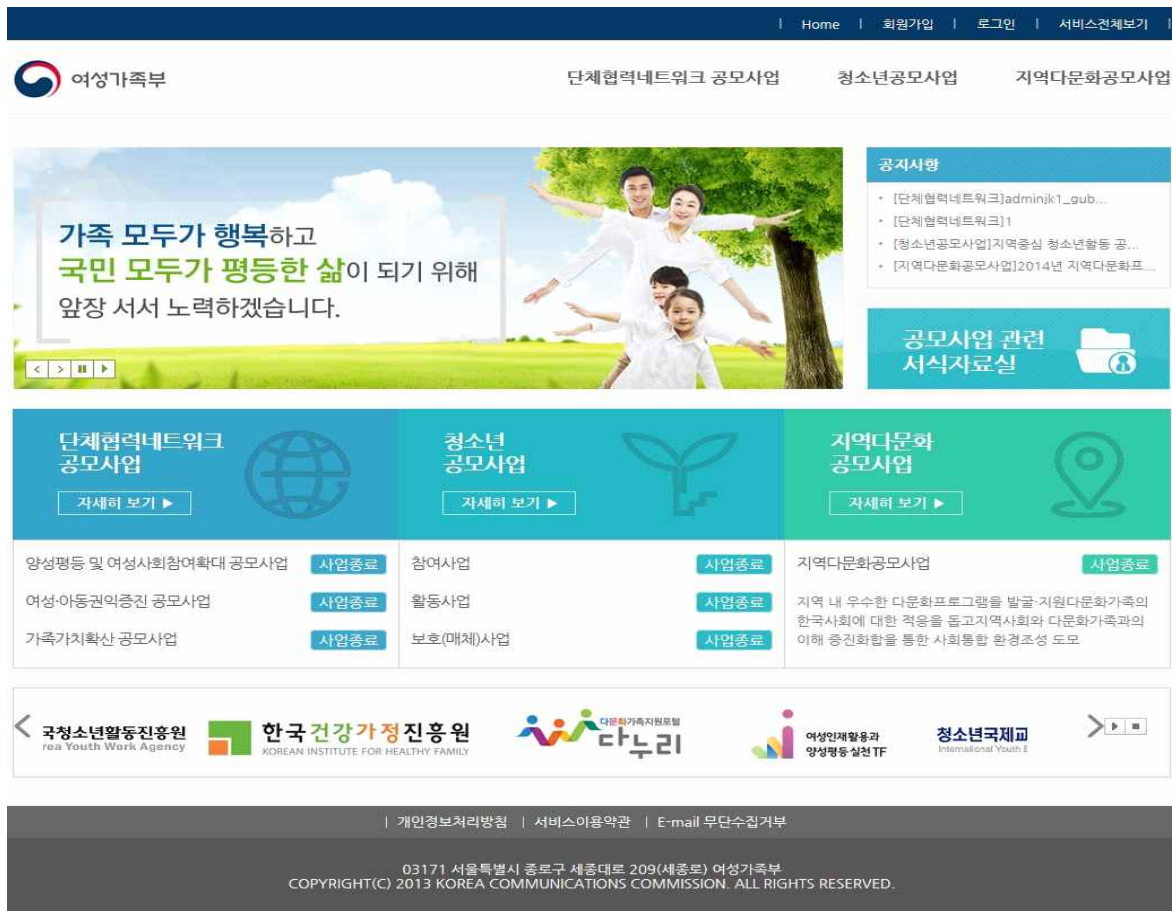 Home | 회원가입 | 로그인 | 서비스전체보기
여성가족부
단체협력네트워크 공모사업 청소년공모사업 지역다문화공모사업
가족 모두가 행복하고
국민 모두가 평등한 삶이 되기 위해
앞장 서서 노력하겠습니다.
공지사항
[단체협력네트워크]adminjk1_gub...
[단체협력네트워크]1
[청소년공모사업]지역중심 청소년활동 공...
[지역다문화공모사업]2014년 지역다문화프...
공모사업 관련
서식자료실
단체협력네트워크
공모사업
자세히 보기 ▶
양성평등 및 여성사회참여확대 공모사업 사업종료
여성·아동권익증진 공모사업 사업종료
가족가치확산 공모사업 사업종료
청소년
공모사업
자세히 보기 ▶
참여사업 사업종료
활동사업 사업종료
보호(매체)사업 사업종료
지역다문화
공모사업
자세히 보기 ▶
지역다문화공모사업 사업종료
지역 내 우수한 다문화프로그램을 발굴·지원다문화가족의
한국사회에 대한 적응을 돕고지역사회와 다문화가족과의
이해 증진화합을 통한 사회통합 환경조성 도모
국청소년활동진흥원
rea Youth Work Agency
한국건강가정진흥원
KOREAN INSTITUTE FOR HEALTHY FAMILY
다문화가족지원포털
다누리
여성인재활용과
양성평등실천TF
청소년국제교
International Youth E
| 개인정보처리방침 | 서비스이용약관 | E-mail 무단수집거부
03171 서울특별시 종로구 세종대로 209(세종로) 여성가족부
COPYRIGHT(C) 2013 KOREA COMMUNICATIONS COMMISSION. ALL RIGHTS RESERVED.